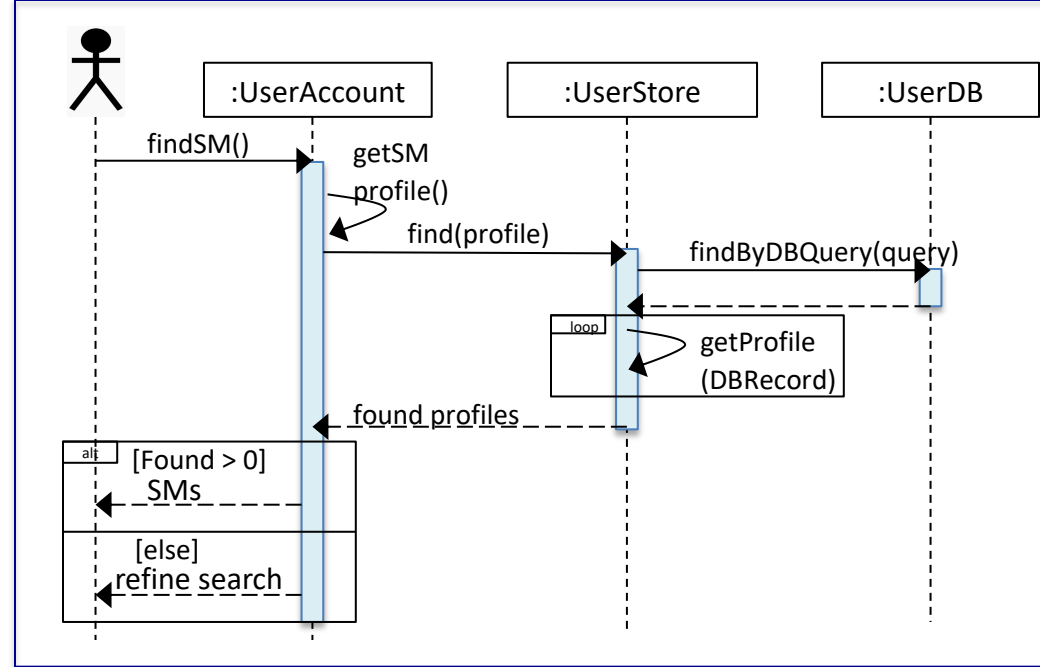 :UserAccount
:UserStore
:UserDB
findSM()
getSM
profile()
find(profile)
findByDBQuery(query)
loop
getProfile
(DBRecord)
found profiles
alt
[Found > 0]
SMs
[else]
refine search